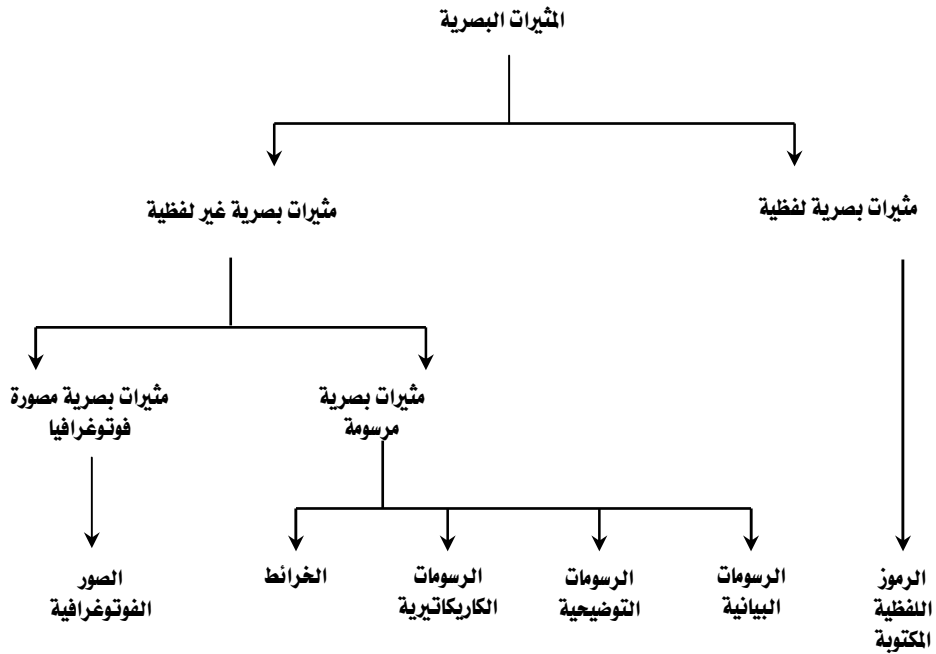 المثيرات البصرية
مثيرات بصرية لفظية
مثيرات بصرية غير لفظية
مثيرات بصرية
مرسومة
مثيرات بصرية مصورة
فوتوغرافيا
الرموز
اللفظية
المكتوبة
الرسومات
البيانية
الرسومات
التوضيحية
الرسومات
الكاريكاتيرية
الخرائط
الصور
الفوتوغرافية